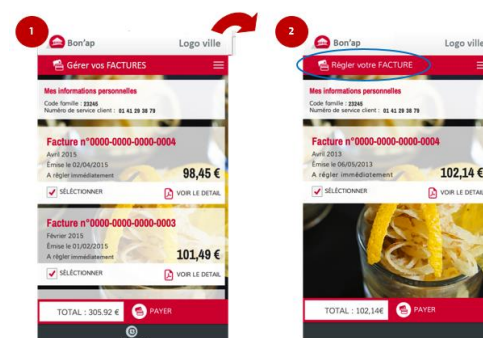 1
Bon'ap
Logo ville
Gérer vos FACTURES
Mes informations personnelles
Code famille : 23245
Numéro de service client : 01 41 29 38 79
Facture n°0000-0000-0000-0004
Avril 2015
Émise le 02/04/2015
A régler immédiatement
98,45 €
SÉLÉCTIONNER
VOIR LE DETAIL
Facture n°0000-0000-0000-0003
Février 2015
Émise le 01/02/2015
A régler immédiatement
101,49 €
SÉLÉCTIONNER
VOIR LE DETAIL
TOTAL : 305.92 €
PAYER
2
Bon'ap
Logo ville
Règler votre FACTURE
Mes informations personnelles
Code famille : 23245
Numéro de service client : 01 41 29 38 79
Facture n°0000-0000-0000-0004
Avril 2013
Émise le 06/05/2013
A régler immédiatement
102,14 €
SÉLÉCTIONNER
VOIR LE DETAIL
TOTAL : 102,14€
PAYER